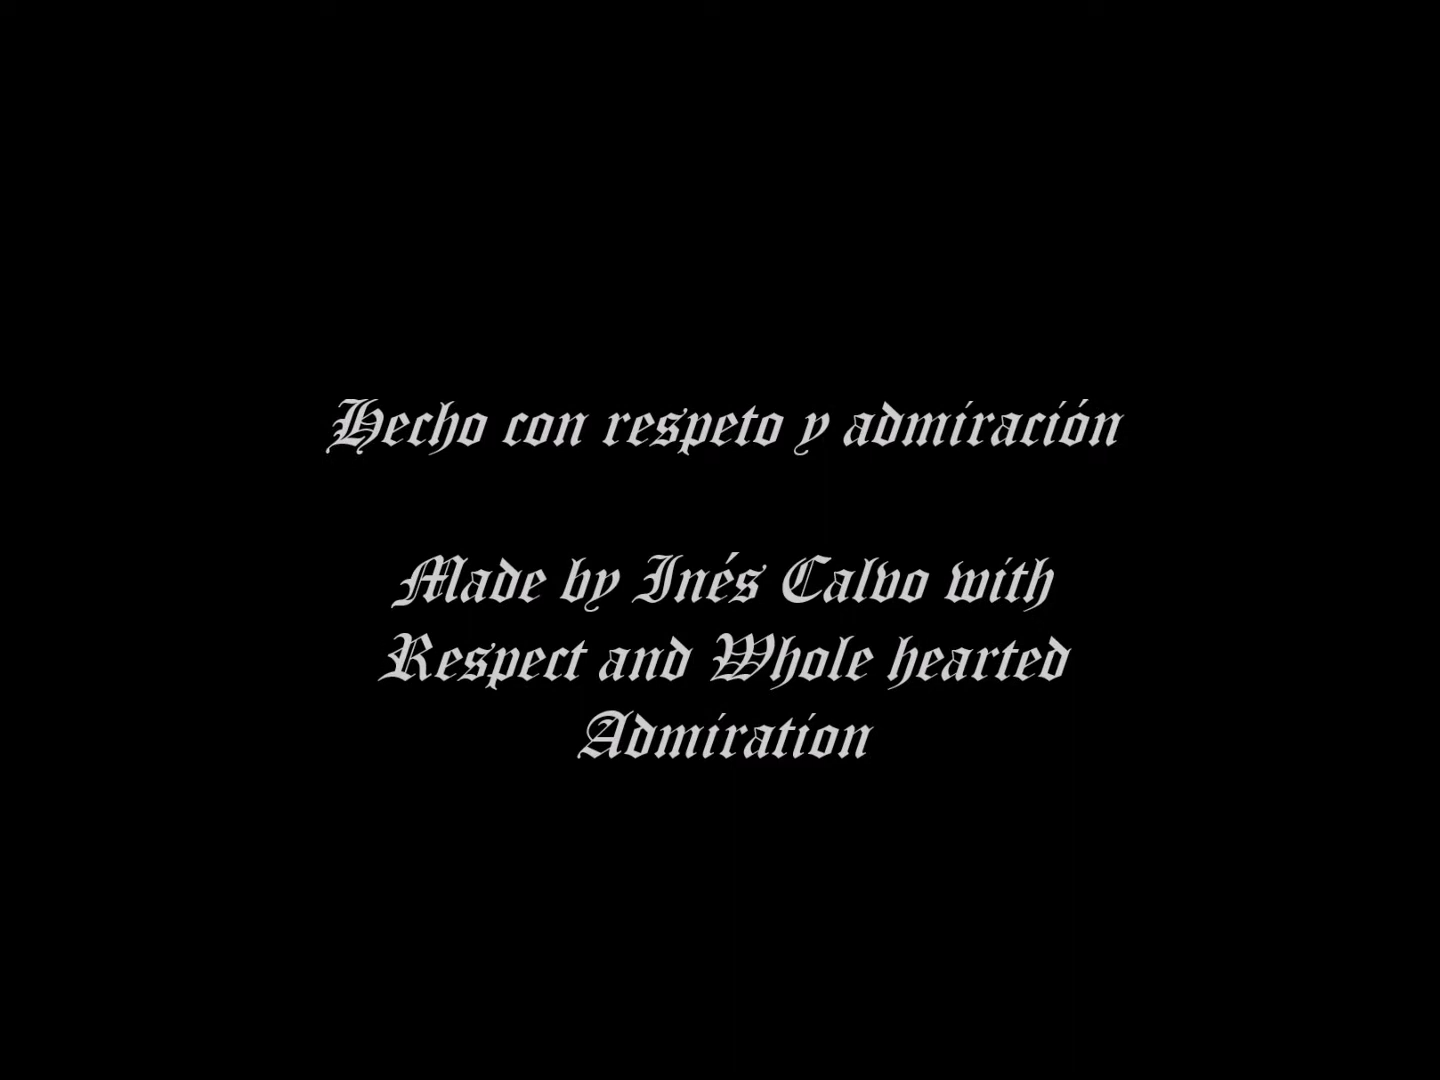 Hecho con respeto y admiración
Made by Inés Calvo with
Respect and Whole hearted
Admiration